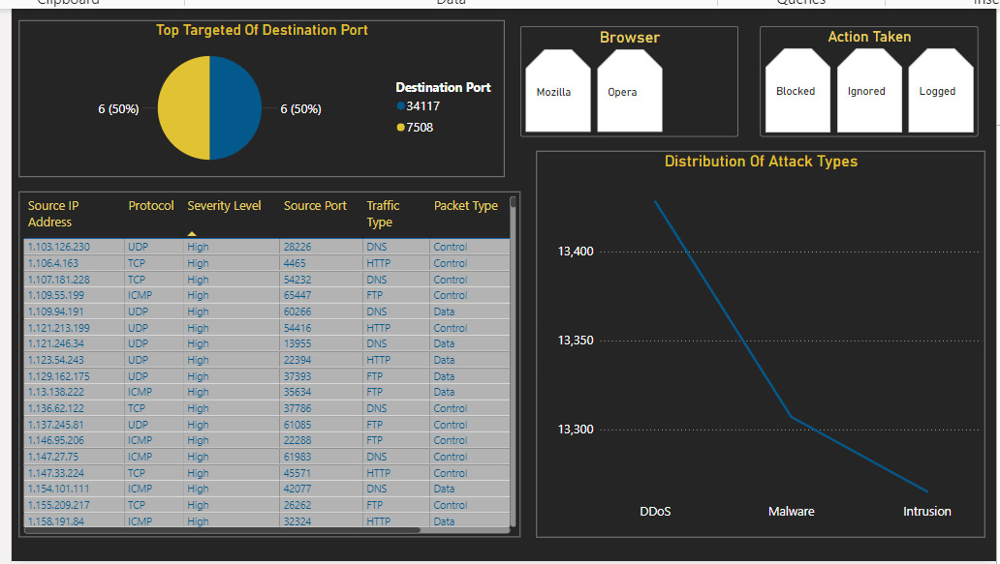 Clipboard
Data
Queries
Top Targeted Of Destination Port
6 (50%)
6 (50%)
Destination Port
34117
7508
Browser
Mozilla
Opera
Action Taken
Blocked
Ignored
Logged
Source IP Address Protocol Severity Level Source Port Traffic Type Packet Type
1.103.126.230 UDP High 28226 DNS Control
1.106.4.163 TCP High 4465 HTTP Control
1.107.181.228 TCP High 54232 DNS Control
1.109.55.199 ICMP High 65447 FTP Control
1.109.94.191 UDP High 60266 DNS Data
1.121.213.199 UDP High 54416 HTTP Control
1.121.246.34 UDP High 13955 DNS Data
1.123.54.243 UDP High 22394 HTTP Data
1.129.162.175 UDP High 37393 FTP Data
1.13.138.222 ICMP High 35634 FTP Data
1.136.62.122 TCP High 37786 DNS Control
1.137.245.81 UDP High 61085 FTP Control
1.146.95.206 ICMP High 22288 FTP Control
1.147.27.75 ICMP High 61983 DNS Control
1.147.33.224 TCP High 45571 HTTP Control
1.154.101.111 ICMP High 42077 DNS Data
1.155.209.217 TCP High 26262 FTP Control
1.158.191.84 ICMP High 32324 HTTP Data
Distribution Of Attack Types
13,400
13,350
13,300
DDoS
Malware
Intrusion